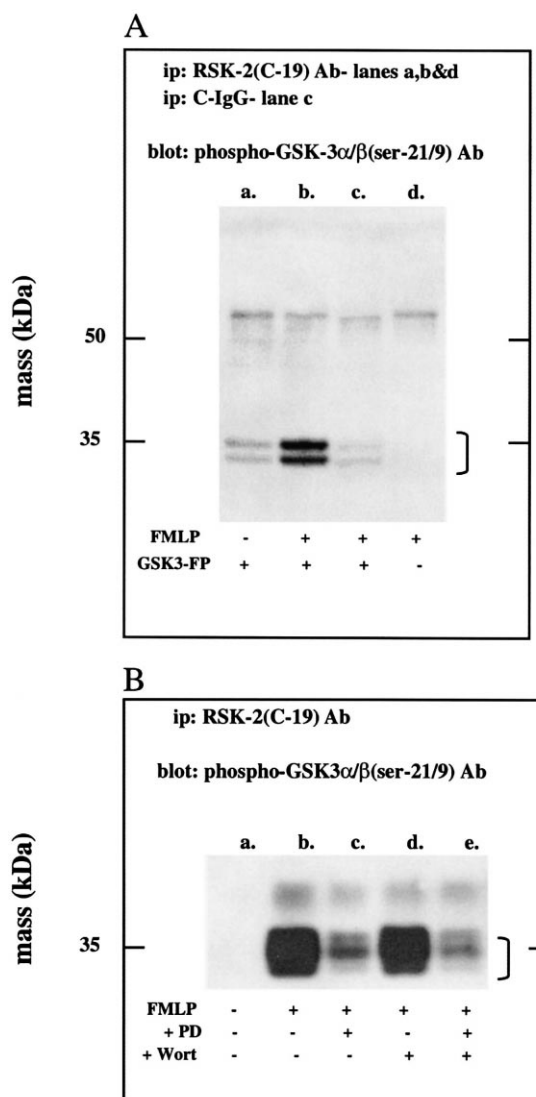 A
ip: RSK-2(C-19) Ab- lanes a,b&d
ip: C-IgG- lane c
blot: phospho-GSK-3α/β(ser-21/9) Ab
a. b. c. d.
mass (kDa)
50
35
FMLP - + + +
GSK3-FP + + + -
B
ip: RSK-2(C-19) Ab
blot: phospho-GSK3α/β(ser-21/9) Ab
a. b. c. d. e.
mass (kDa)
35
FMLP - + + + +
+ PD - - + - +
+ Wort - - - + +